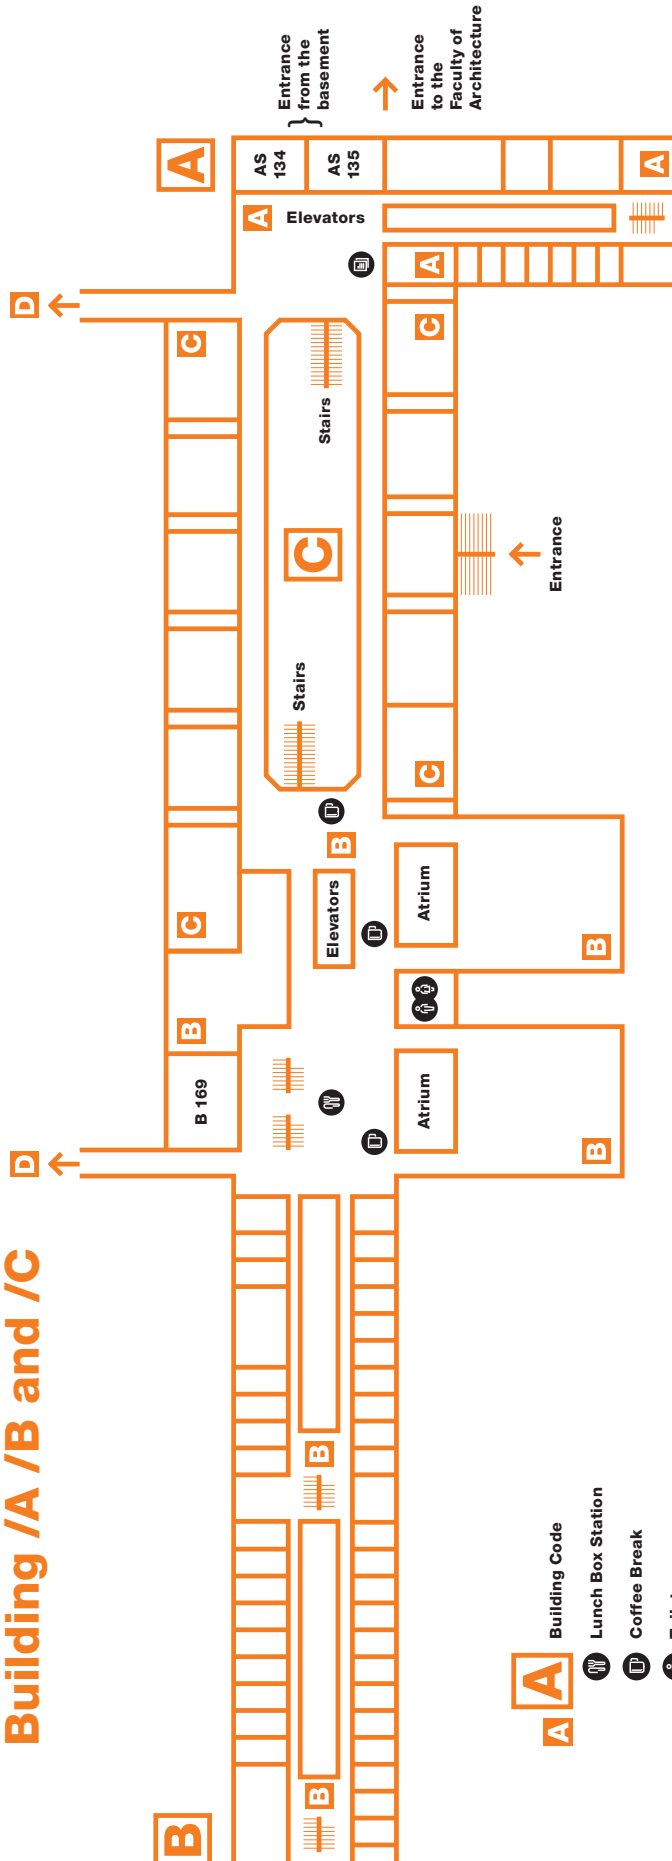 Building /A /B and /C
D
D
B
B
C
C
A
B 169
AS
134
A
Elevators
Entrance
from the
basement
AS
135
Stairs
Stairs
C
B
B
Elevators
B
Atrium
Atrium
C
C
A
Entrance
to the
Faculty of
Architecture
Entrance
B
B
A
A
A
Building Code
Lunch Box Station
Coffee Break